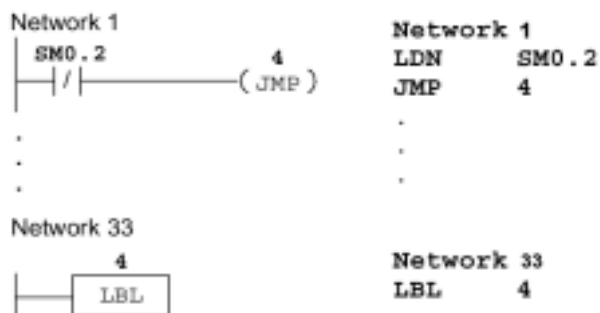 Network 1
SM0.2
/
4
( JMP )
.
.
.
Network 33
4
LBL
Network 1
LDN SM0.2
JMP 4
.
.
.
Network 33
LBL 4